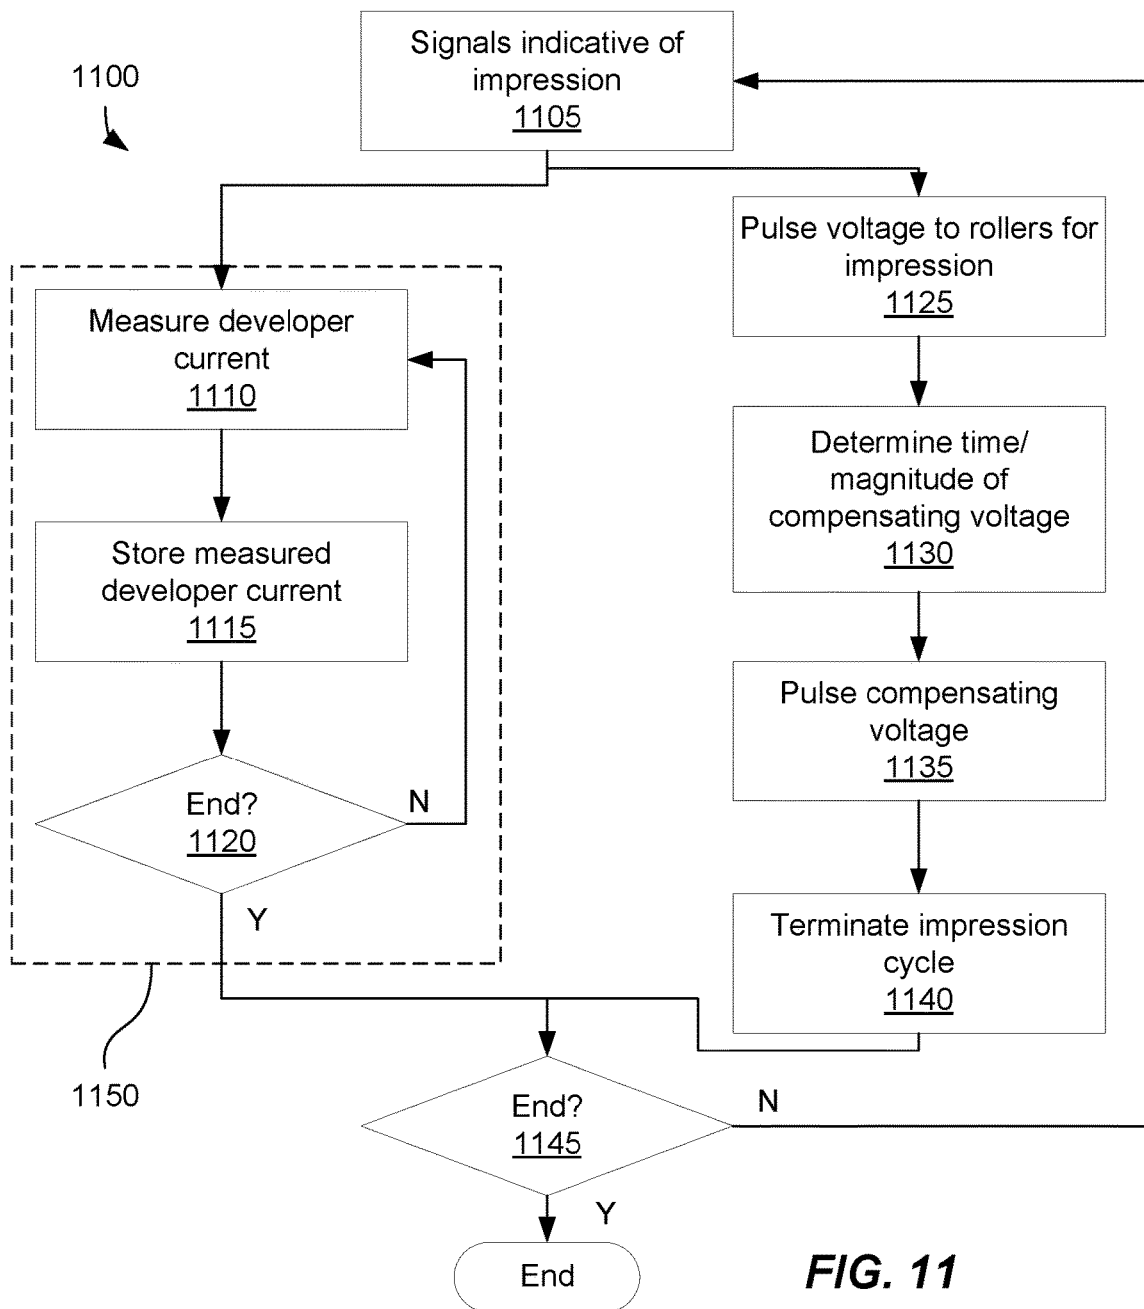 1100
Signals indicative of
impression
1105
Pulse voltage to rollers for
impression
1125
Measure developer
current
1110
Determine time/
magnitude of
compensating voltage
1130
Store measured
developer current
1115
Pulse compensating
voltage
1135
End?
1120
N
Y
Terminate impression
cycle
1140
1150
End?
1145
N
Y
End
FIG. 11